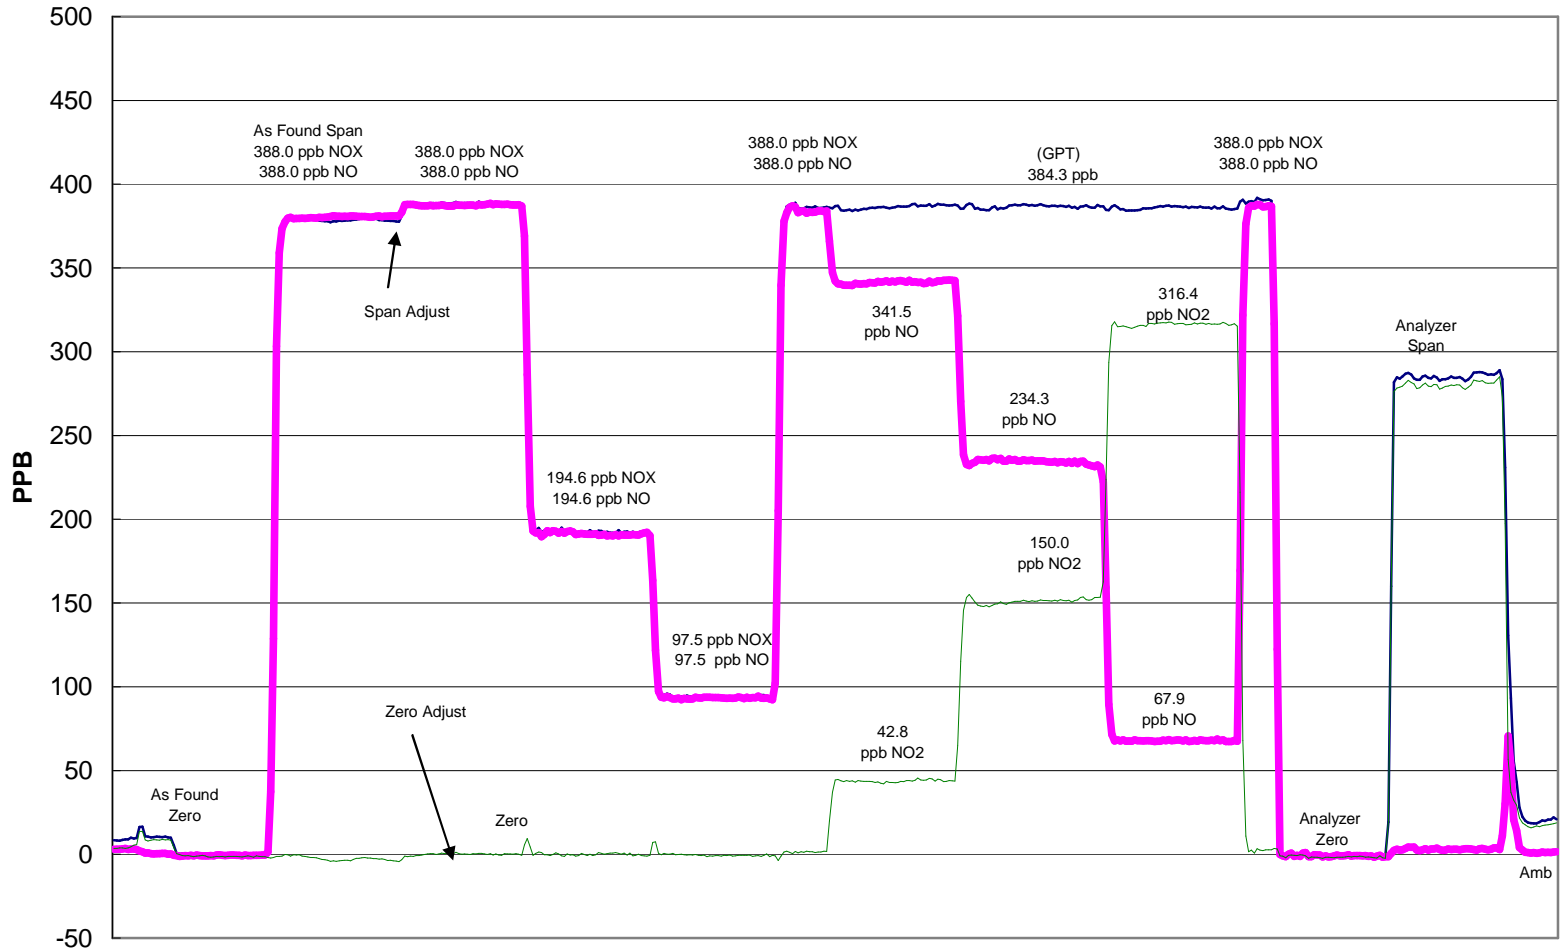 500
450
400
350
300
250
200
150
100
50
0
-50
PPB
As Found Span
388.0 ppb NOX
388.0 ppb NO
388.0 ppb NOX
388.0 ppb NO
388.0 ppb NOX
388.0 ppb NO
(GPT)
384.3 ppb
388.0 ppb NOX
388.0 ppb NO
Span Adjust
341.5
ppb NO
316.4
ppb NO2
Analyzer
Span
234.3
ppb NO
194.6 ppb NOX
194.6 ppb NO
150.0
ppb NO2
97.5 ppb NOX
97.5  ppb NO
67.9
ppb NO
Zero Adjust
42.8
ppb NO2
As Found
Zero
Zero
Analyzer
Zero
Amb